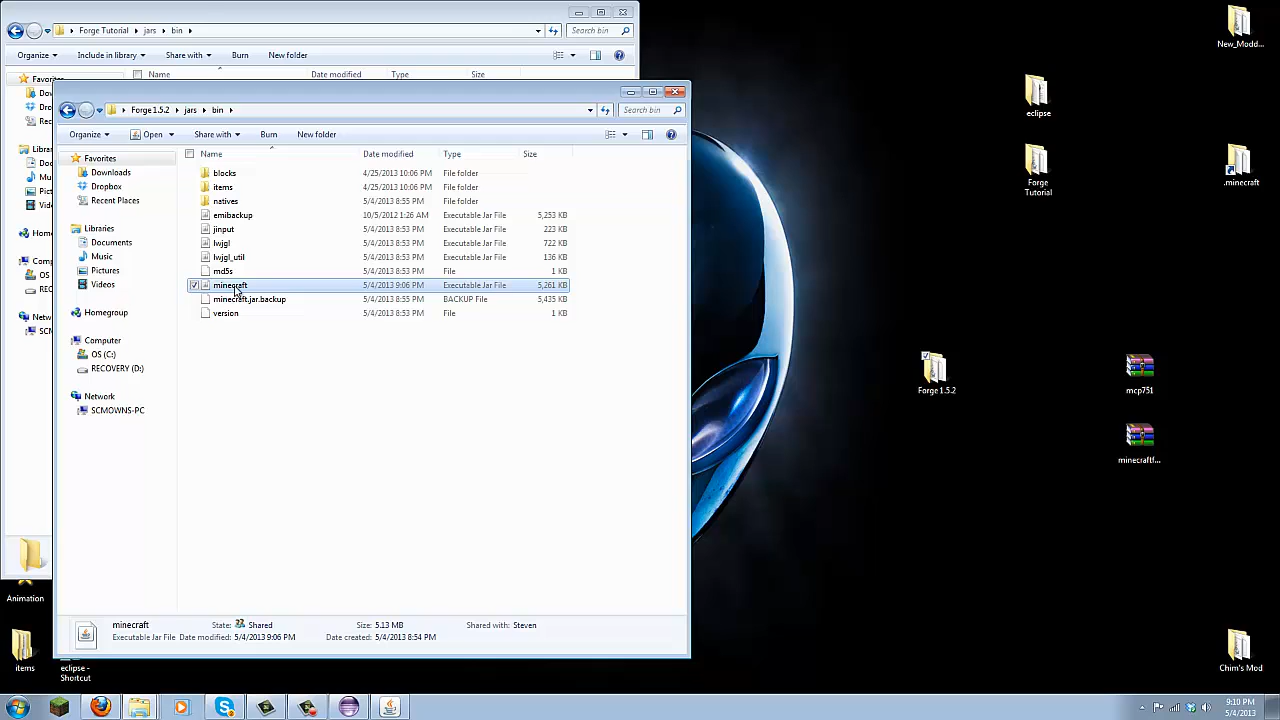 Forge Tutorial ▸ jars ▸ bin ▸
Search bin
Organize
Include in library
Share with
Burn
New folder
Favorites
Name
Date modified
Type
Size
Forge 1.5.2 ▸ jars ▸ bin ▸
Search bin
Organize
Open
Share with
Burn
New folder
Name
Date modified
Type
Size
Favorites
Downloads
Dropbox
Recent Places
Libraries
Documents
Music
Pictures
Videos
Homegroup
Computer
OS (C:)
RECOVERY (D:)
Network
SCMOWNS-PC
blocks 4/25/2013 10:06 PM File folder
items 4/25/2013 10:06 PM File folder
natives 5/4/2013 8:53 PM File folder
emibackup 10/5/2012 1:26 AM Executable Jar File 5,253 KB
jinput 5/4/2013 8:53 PM Executable Jar File 223 KB
lwjgl 5/4/2013 8:53 PM Executable Jar File 722 KB
lwjgl_util 5/4/2013 8:53 PM Executable Jar File 136 KB
md5s 5/4/2013 8:53 PM File 1 KB
minecraft 5/4/2013 9:06 PM Executable Jar File 5,261 KB
minecraft.jar.backup 5/4/2013 8:55 PM BACKUP File 5,435 KB
version 5/4/2013 8:53 PM File 1 KB
minecraft State: Shared Size: 5.13 MB Shared with: Steven
Executable Jar File Date modified: 5/4/2013 9:06 PM Date created: 5/4/2013 8:54 PM
New_Modd...
eclipse
Forge
Tutorial
.minecraft
Forge 1.5.2
mcp751
minecraftf...
Animation
items
eclipse -
Shortcut
Chim's Mod
9:10 PM
5/4/2013